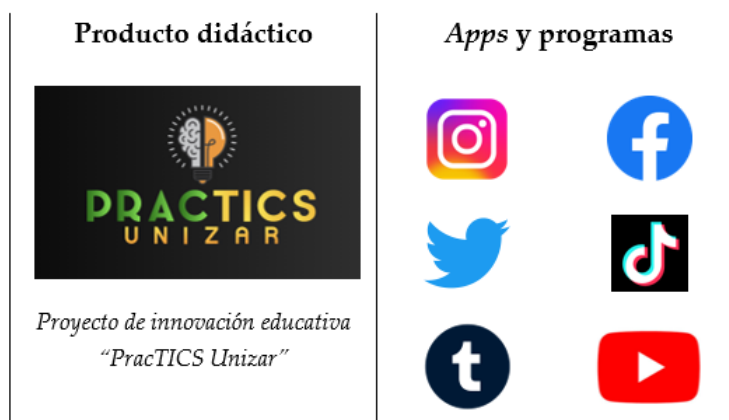 Producto didáctico
PRACTICS
UNIZAR
Proyecto de innovación educativa
“PracTICS Unizar”
Apps y programas